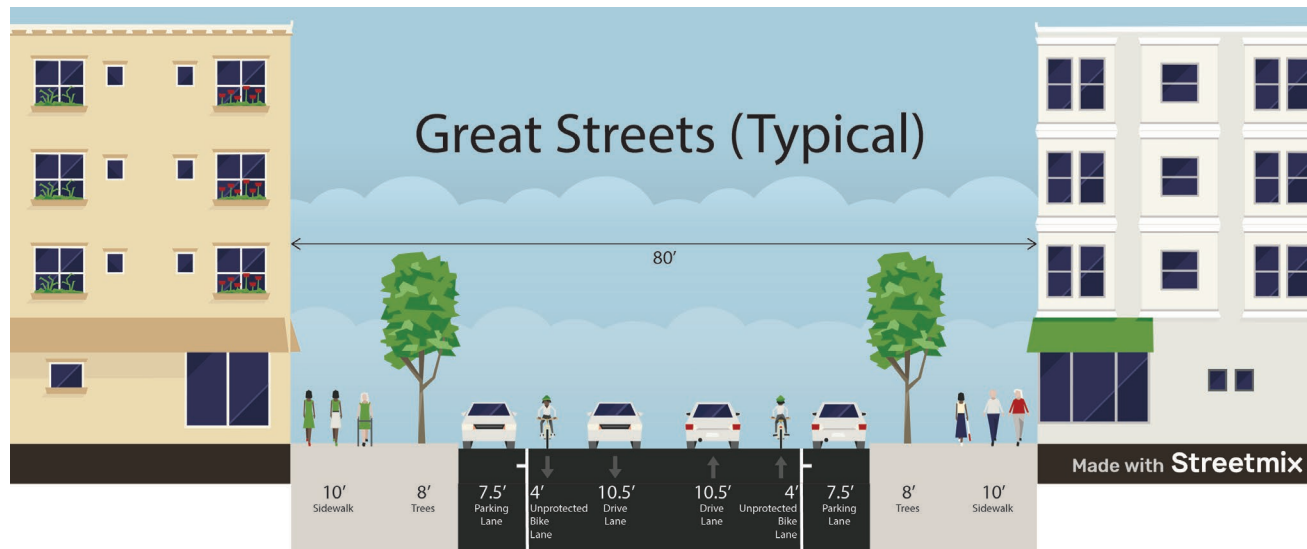 Great Streets (Typical)
80′
10′
Sidewalk
8′
Trees
7.5′
Parking
Lane
4′
Unprotected
Bike
Lane
10.5′
Drive
Lane
10.5′
Drive
Lane
4′
Unprotected
Bike
Lane
7.5′
Parking
Lane
8′
Trees
10′
Sidewalk
Made with Streetmix